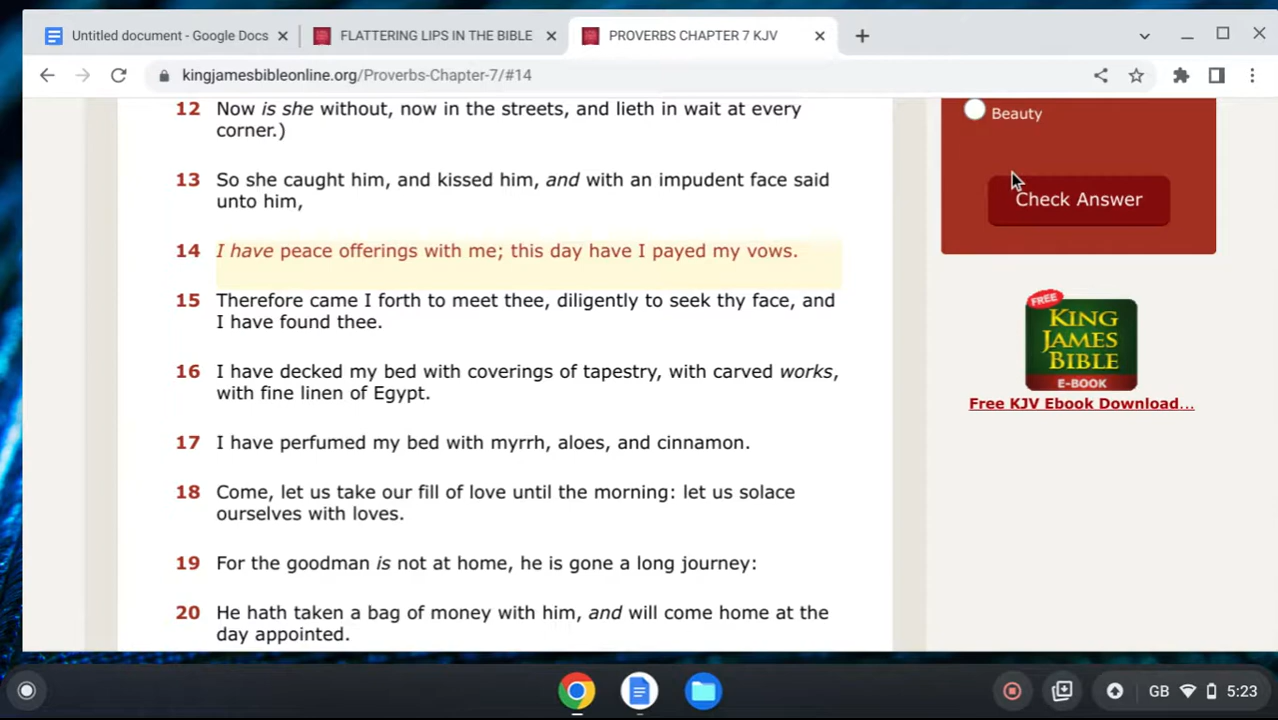 Untitled document - Google Docs
FLATTERING LIPS IN THE BIBLE
PROVERBS CHAPTER 7 KJV
kingjamesbibleonline.org/Proverbs-Chapter-7/#14
12 Now is she without, now in the streets, and lieth in wait at every
corner.)
13 So she caught him, and kissed him, and with an impudent face said
unto him,
14 I have peace offerings with me; this day have I payed my vows.
15 Therefore came I forth to meet thee, diligently to seek thy face, and
I have found thee.
16 I have decked my bed with coverings of tapestry, with carved works,
with fine linen of Egypt.
17 I have perfumed my bed with myrrh, aloes, and cinnamon.
18 Come, let us take our fill of love until the morning: let us solace
ourselves with loves.
19 For the goodman is not at home, he is gone a long journey:
20 He hath taken a bag of money with him, and will come home at the
day appointed.
Beauty
Check Answer
FREE
KING
JAMES
BIBLE
E-BOOK
Free KJV Ebook Download...
GB 5:23